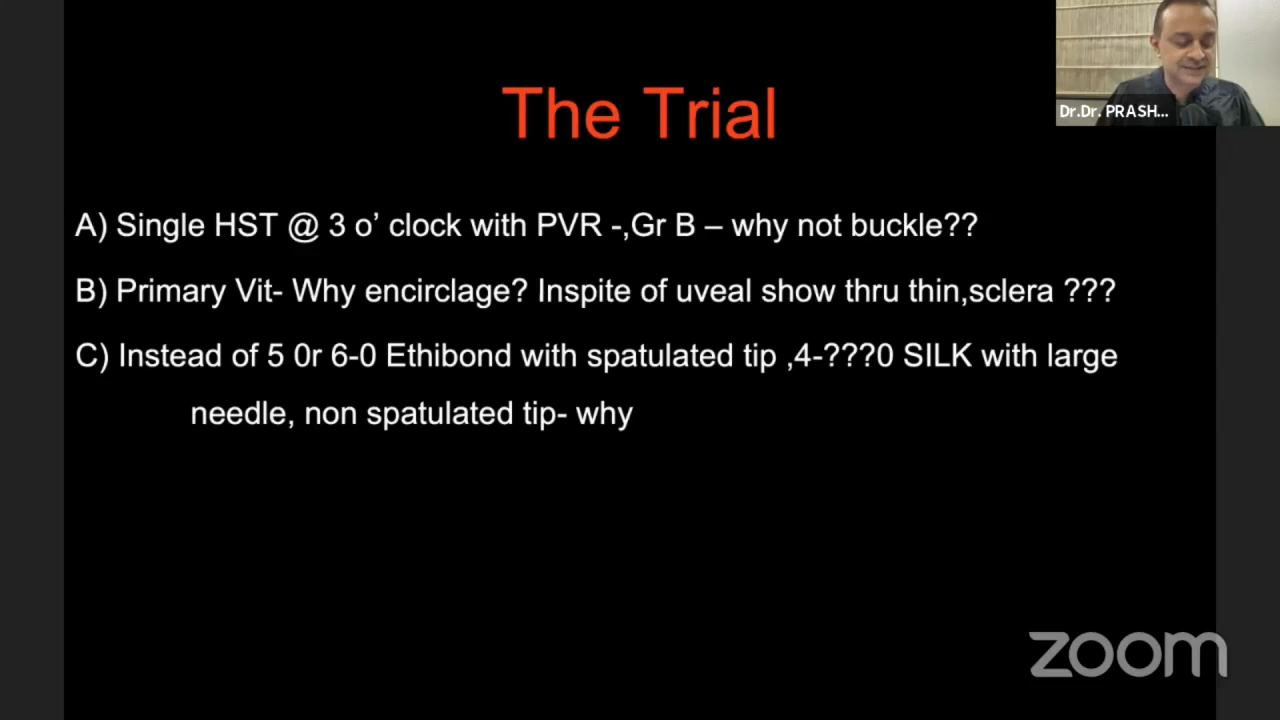 Dr.Dr. PRASH...
The Trial
A) Single HST @ 3 o’ clock with PVR -,Gr B – why not buckle??
B) Primary Vit- Why encirclage? Inspite of uveal show thru thin,sclera ???
C) Instead of 5 0r 6-0 Ethibond with spatulated tip ,4-???0 SILK with large
needle, non spatulated tip- why
zoom